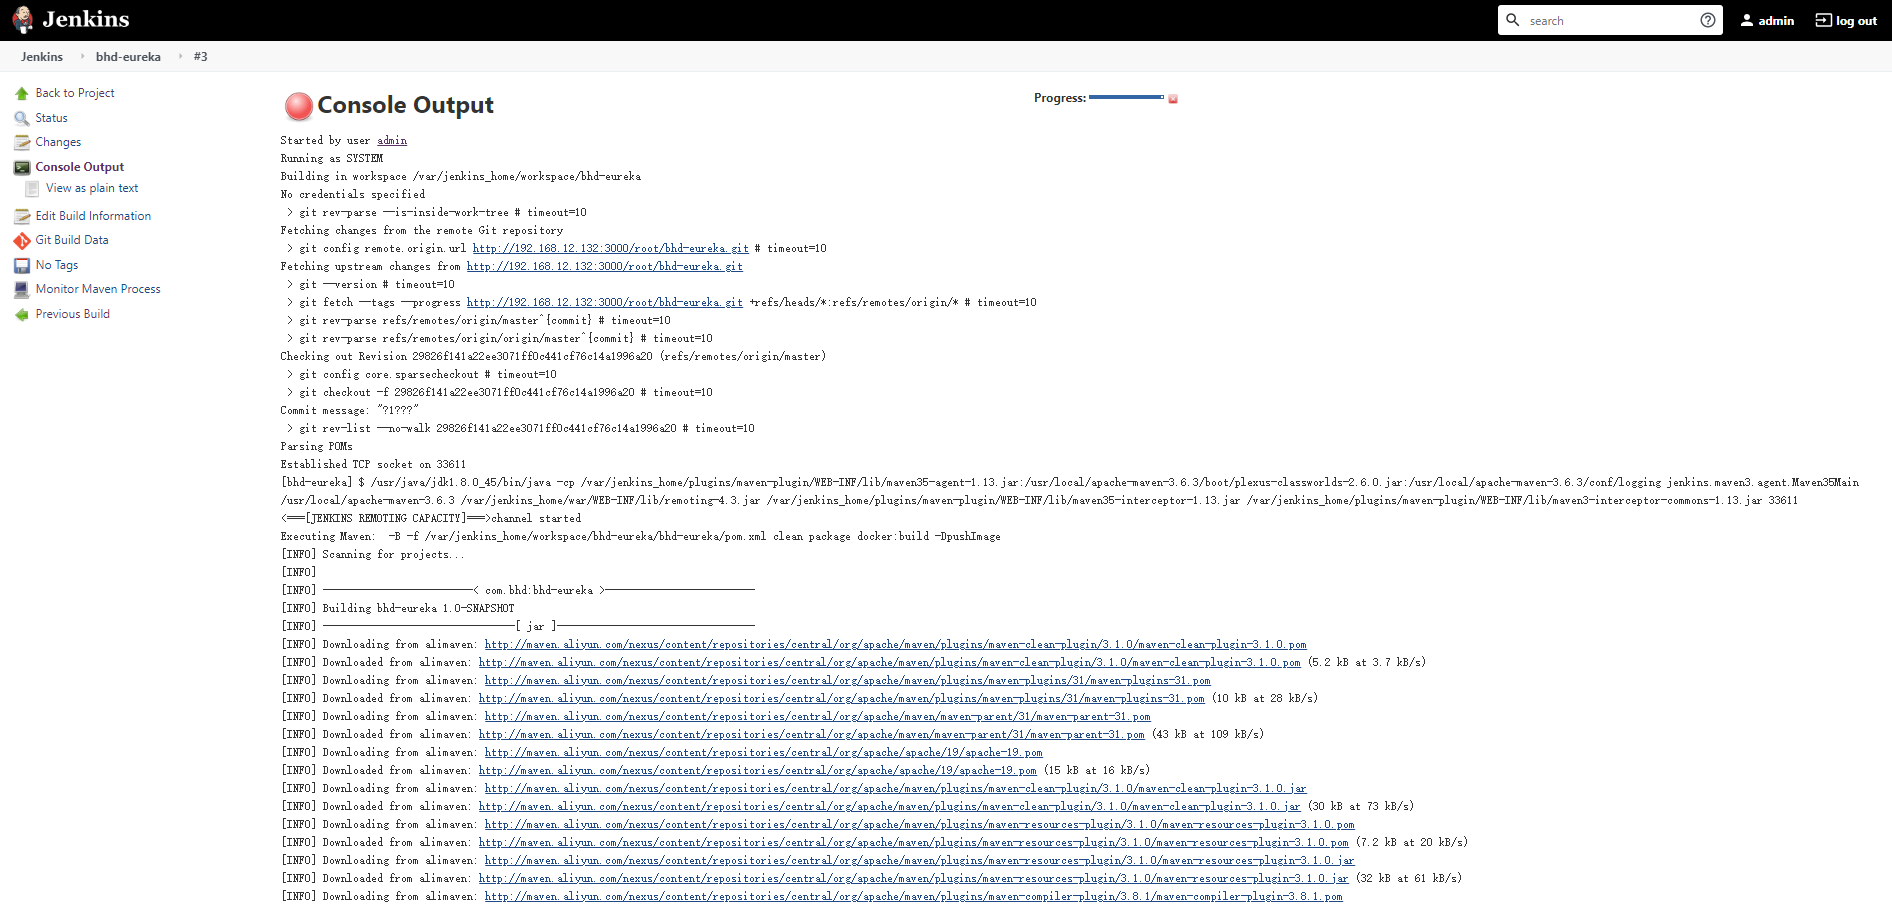 Jenkins
search
admin
log out
Jenkins
bhd-eureka
#3
Back to Project
Status
Changes
Console Output
View as plain text
Edit Build Information
Git Build Data
No Tags
Monitor Maven Process
Previous Build
Console Output
Progress:
Started by user admin
Running as SYSTEM
Building in workspace /var/jenkins_home/workspace/bhd-eureka
No credentials specified
> git rev-parse --is-inside-work-tree # timeout=10
Fetching changes from the remote Git repository
> git config remote.origin.url http://192.168.12.132:3000/root/bhd-eureka.git # timeout=10
Fetching upstream changes from http://192.168.12.132:3000/root/bhd-eureka.git
> git --version # timeout=10
> git fetch --tags --progress http://192.168.12.132:3000/root/bhd-eureka.git +refs/heads/*:refs/remotes/origin/* # timeout=10
> git rev-parse refs/remotes/origin/master^{commit} # timeout=10
> git rev-parse refs/remotes/origin/origin/master^{commit} # timeout=10
Checking out Revision 29826f141a22ee3071ff0c441cf76c14a1996a20 (refs/remotes/origin/master)
> git config core.sparsecheckout # timeout=10
> git checkout -f 29826f141a22ee3071ff0c441cf76c14a1996a20 # timeout=10
Commit message: "?1???"
> git rev-list --no-walk 29826f141a22ee3071ff0c441cf76c14a1996a20 # timeout=10
Parsing POMs
Established TCP socket on 33611
[bhd-eureka] $ /usr/java/jdk1.8.0_45/bin/java -cp /var/jenkins_home/plugins/maven-plugin/WEB-INF/lib/maven35-agent-1.13.jar:/usr/local/apache-maven-3.6.3/boot/plexus-classworlds-2.6.0.jar:/usr/local/apache-maven-3.6.3/conf/logging jenkins.maven3.agent.Maven35Main
/usr/local/apache-maven-3.6.3 /var/jenkins_home/war/WEB-INF/lib/remoting-4.3.jar /var/jenkins_home/plugins/maven-plugin/WEB-INF/lib/maven35-interceptor-1.13.jar /var/jenkins_home/plugins/maven-plugin/WEB-INF/lib/maven3-interceptor-commons-1.13.jar 33611
<===[JENKINS REMOTING CAPACITY]===>channel started
Executing Maven:  -B -f /var/jenkins_home/workspace/bhd-eureka/bhd-eureka/pom.xml clean package docker:build -DpushImage
[INFO] Scanning for projects...
[INFO]
[INFO] -------------------------< com.bhd:bhd-eureka >-------------------------
[INFO] Building bhd-eureka 1.0-SNAPSHOT
[INFO] --------------------------------[ jar ]---------------------------------
[INFO] Downloading from alimaven: http://maven.aliyun.com/nexus/content/repositories/central/org/apache/maven/plugins/maven-clean-plugin/3.1.0/maven-clean-plugin-3.1.0.pom
[INFO] Downloaded from alimaven: http://maven.aliyun.com/nexus/content/repositories/central/org/apache/maven/plugins/maven-clean-plugin/3.1.0/maven-clean-plugin-3.1.0.pom (5.2 kB at 3.7 kB/s)
[INFO] Downloading from alimaven: http://maven.aliyun.com/nexus/content/repositories/central/org/apache/maven/plugins/maven-plugins/31/maven-plugins-31.pom
[INFO] Downloaded from alimaven: http://maven.aliyun.com/nexus/content/repositories/central/org/apache/maven/plugins/maven-plugins/31/maven-plugins-31.pom (10 kB at 28 kB/s)
[INFO] Downloading from alimaven: http://maven.aliyun.com/nexus/content/repositories/central/org/apache/maven/maven-parent/31/maven-parent-31.pom
[INFO] Downloaded from alimaven: http://maven.aliyun.com/nexus/content/repositories/central/org/apache/maven/maven-parent/31/maven-parent-31.pom (43 kB at 109 kB/s)
[INFO] Downloading from alimaven: http://maven.aliyun.com/nexus/content/repositories/central/org/apache/apache/19/apache-19.pom
[INFO] Downloaded from alimaven: http://maven.aliyun.com/nexus/content/repositories/central/org/apache/apache/19/apache-19.pom (15 kB at 16 kB/s)
[INFO] Downloading from alimaven: http://maven.aliyun.com/nexus/content/repositories/central/org/apache/maven/plugins/maven-clean-plugin/3.1.0/maven-clean-plugin-3.1.0.jar
[INFO] Downloaded from alimaven: http://maven.aliyun.com/nexus/content/repositories/central/org/apache/maven/plugins/maven-clean-plugin/3.1.0/maven-clean-plugin-3.1.0.jar (30 kB at 73 kB/s)
[INFO] Downloading from alimaven: http://maven.aliyun.com/nexus/content/repositories/central/org/apache/maven/plugins/maven-resources-plugin/3.1.0/maven-resources-plugin-3.1.0.pom
[INFO] Downloaded from alimaven: http://maven.aliyun.com/nexus/content/repositories/central/org/apache/maven/plugins/maven-resources-plugin/3.1.0/maven-resources-plugin-3.1.0.pom (7.2 kB at 20 kB/s)
[INFO] Downloading from alimaven: http://maven.aliyun.com/nexus/content/repositories/central/org/apache/maven/plugins/maven-resources-plugin/3.1.0/maven-resources-plugin-3.1.0.jar
[INFO] Downloaded from alimaven: http://maven.aliyun.com/nexus/content/repositories/central/org/apache/maven/plugins/maven-resources-plugin/3.1.0/maven-resources-plugin-3.1.0.jar (32 kB at 61 kB/s)
[INFO] Downloading from alimaven: http://maven.aliyun.com/nexus/content/repositories/central/org/apache/maven/plugins/maven-compiler-plugin/3.8.1/maven-compiler-plugin-3.8.1.pom